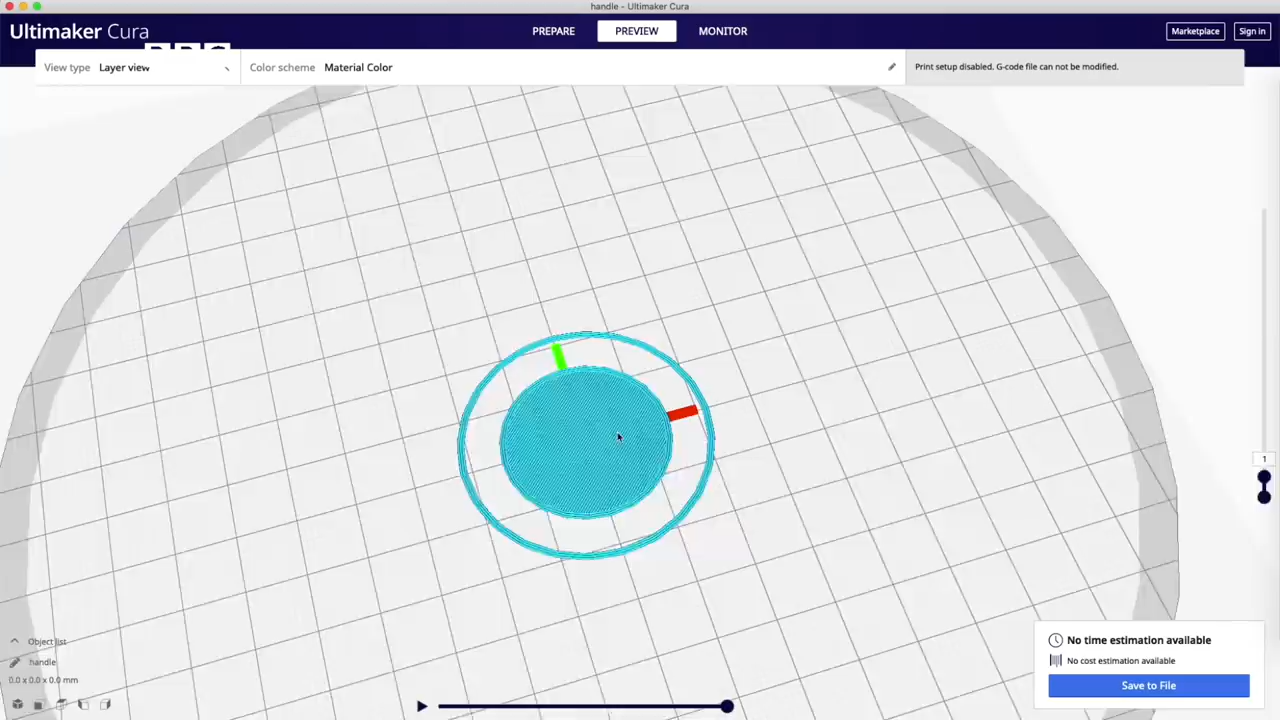 handle - Ultimaker Cura
Ultimaker Cura
PREPARE
PREVIEW
MONITOR
Marketplace
Sign in
View type Layer view
Color scheme Material Color
Print setup disabled. G-code file can not be modified.
1
Object list
handle
0.0 x 0.0 x 0.0 mm
No time estimation available
No cost estimation available
Save to File